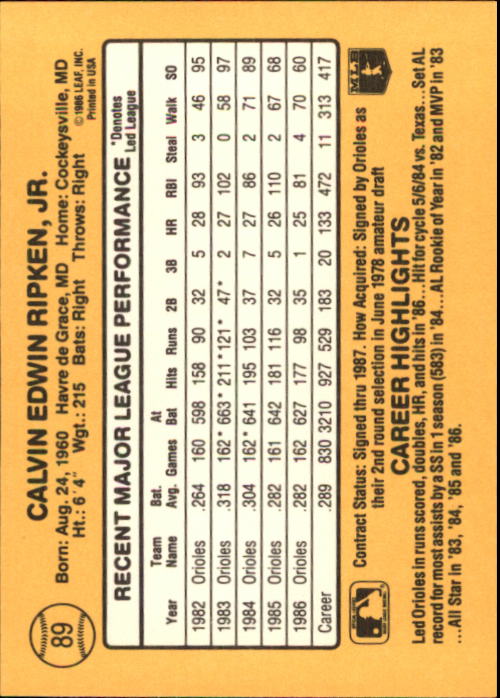 89
CALVIN EDWIN RIPKEN, JR.
Born: Aug. 24, 1960 Havre de Grace, MD Home: Cockeysville, MD
Ht.: 6'4" Wgt.: 215 Bats: Right Throws: Right
© 1986 LEAF, INC.
Printed in USA
RECENT MAJOR LEAGUE PERFORMANCE
*Denotes
Led League
Year Team Name Bat. Avg. Games At Bat Hits Runs 2B 3B HR RBI Steal Walk SO
1982 Orioles .264 160 598 158 90 32 5 28 93 3 46 95
1983 Orioles .318 162* 663* 211* 121* 47* 2 27 102 0 58 97
1984 Orioles .304 162* 641 195 103 37 7 27 86 2 71 89
1985 Orioles .282 161 642 181 116 32 5 26 110 2 67 68
1986 Orioles .282 162 627 177 98 35 1 25 81 4 70 60
Career .289 830 3210 927 529 183 20 133 472 11 313 417
Contract Status: Signed thru 1987. How Acquired: Signed by Orioles as
their 2nd round selection in June 1978 amateur draft
MLB
CAREER HIGHLIGHTS
Led Orioles in runs scored, doubles, HR, and hits in '86...Hit for cycle 5/6/84 vs. Texas...Set AL
record for most assists by a SS in 1 season (583) in '84...AL Rookie of Year in '82 and MVP in '83
...All Star in '83, '84, '85 and '86.